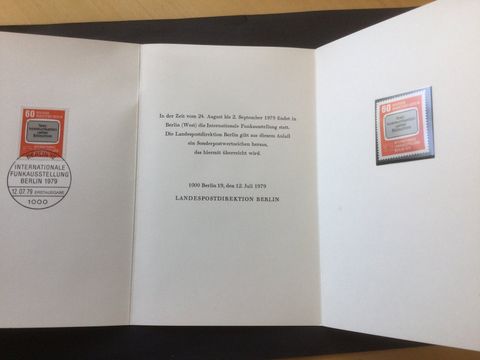 60
INTERNATIONALE
FUNKAUSSTELLUNG
BERLIN 1979
12.07.79 ERSTAUSGABE
1000
In der Zeit vom 24. August bis 2. September 1979 findet in
Berlin (West) die Internationale Funkausstellung statt.
Die Landespostdirektion Berlin gibt aus diesem Anlaß
ein Sonderpostwertzeichen heraus,
das hiermit überreicht wird.
1000 Berlin 19, den 12. Juli 1979
LANDESPOSTDIREKTION BERLIN
60